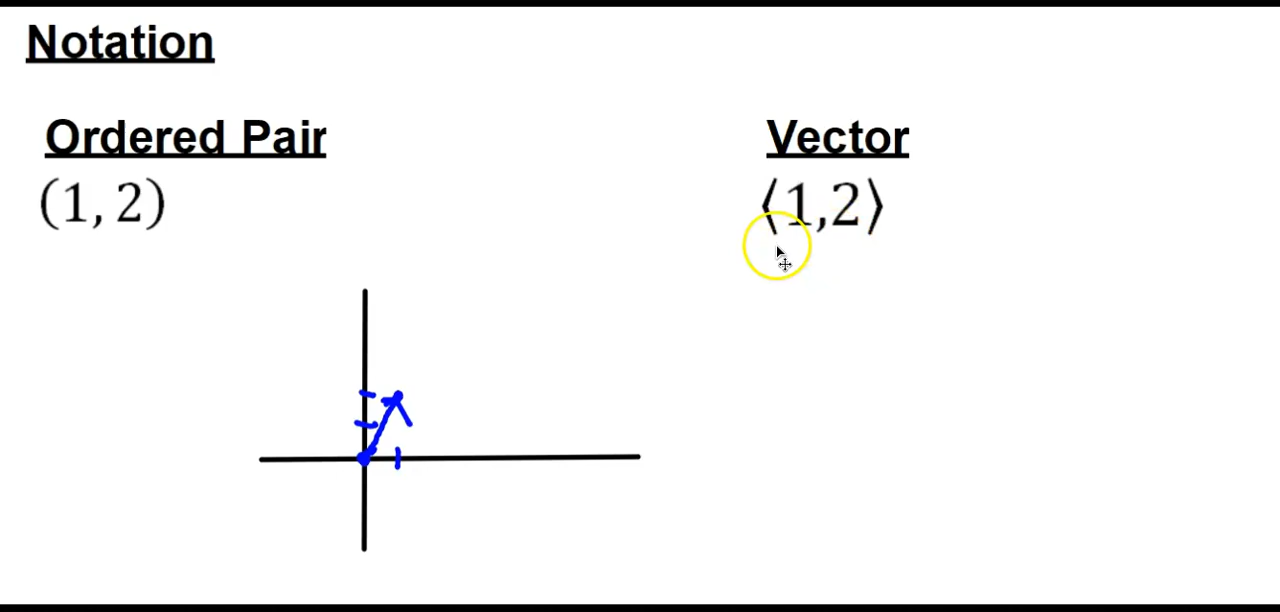 Notation
Ordered Pair
(1, 2)
Vector
⟨1,2⟩